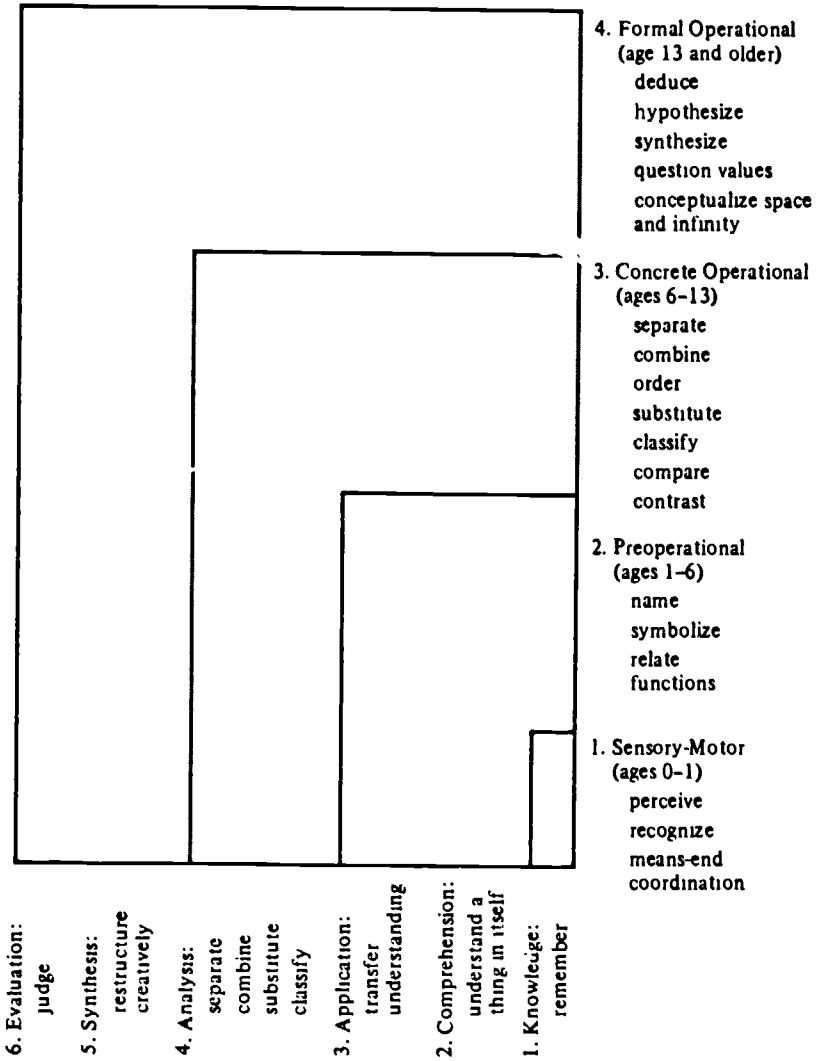 4. Formal Operational
(age 13 and older)
deduce
hypothesize
synthesize
question values
conceptualize space
and infinity
3. Concrete Operational
(ages 6-13)
separate
combine
order
substitute
classify
compare
contrast
2. Preoperational
(ages 1-6)
name
symbolize
relate
functions
1. Sensory-Motor
(ages 0-1)
perceive
recognize
means-end
coordination
6. Evaluation:
judge
5. Synthesis:
restructure
creatively
4. Analysis:
separate
combine
substitute
classify
3. Application:
transfer
understanding
2. Comprehension:
understand a
thing in itself
1. Knowledge:
remember